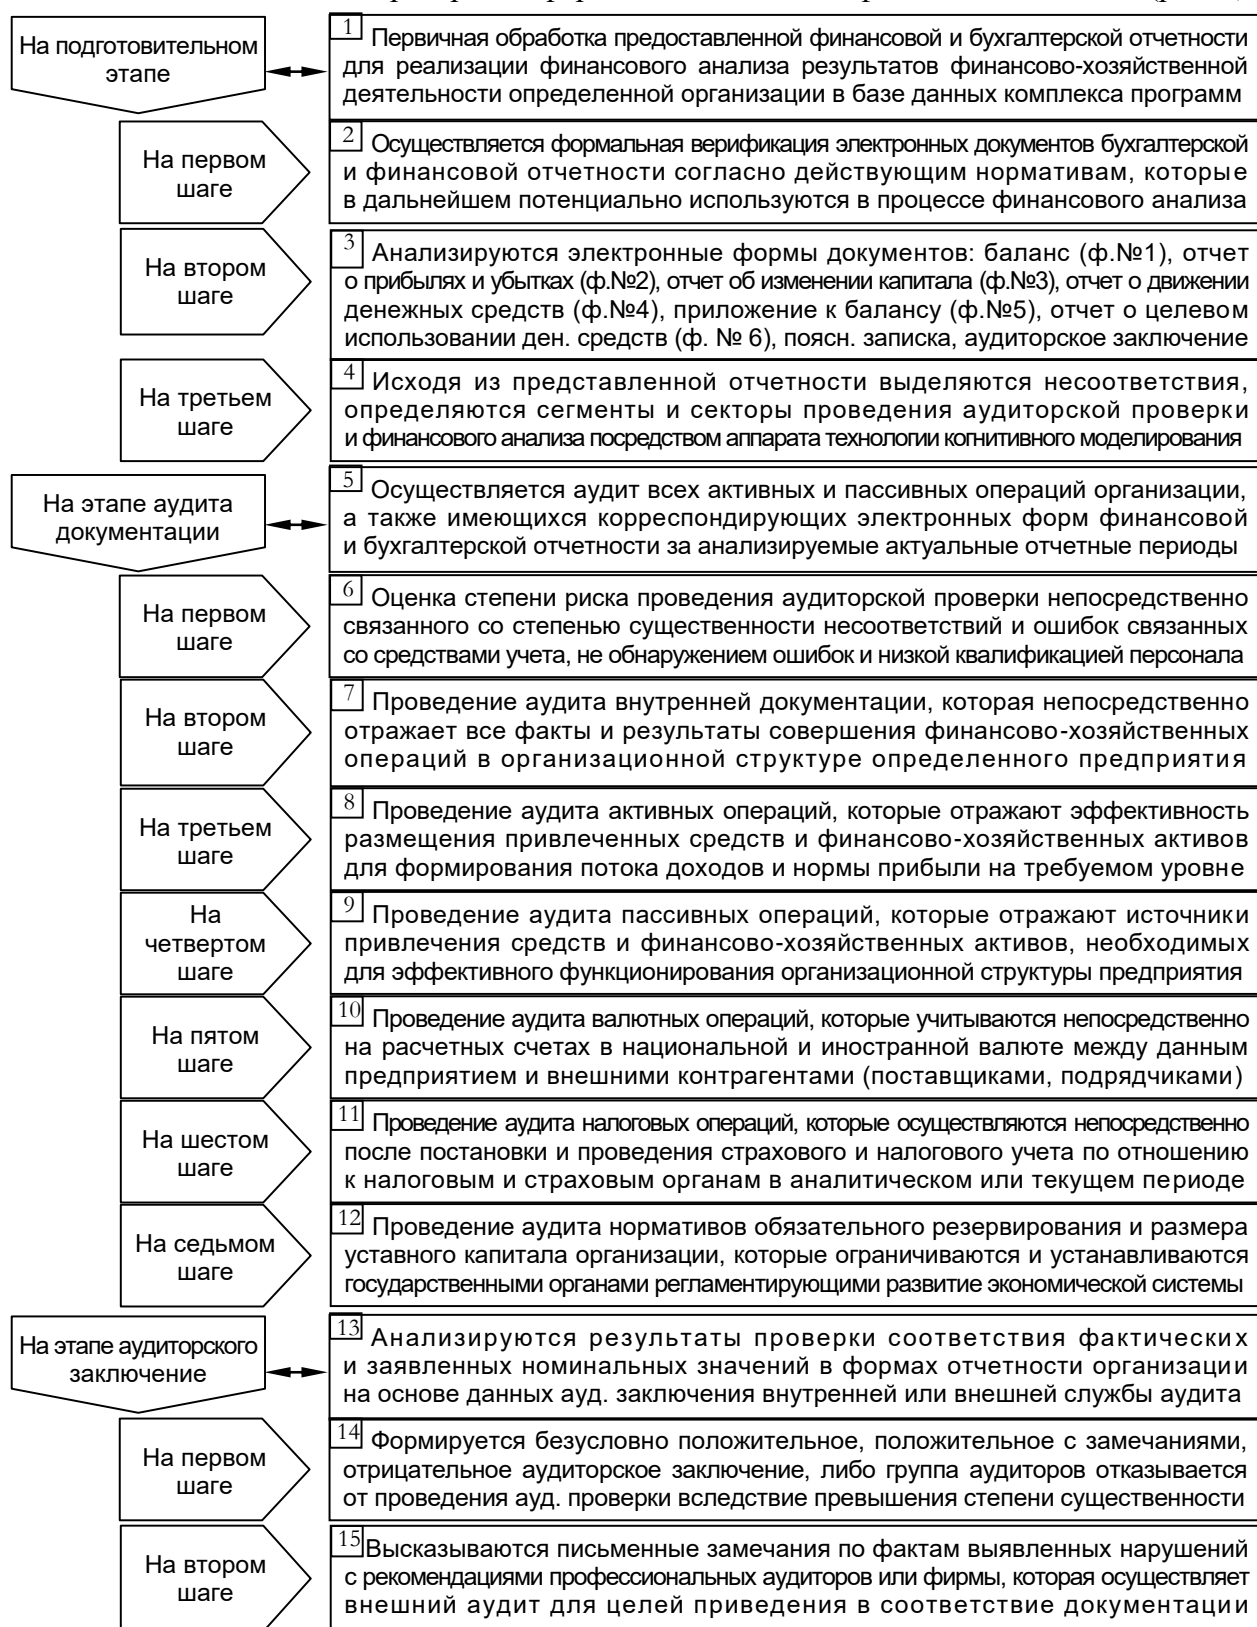 На подготовительном
этапе
1 Первичная обработка предоставленной финансовой и бухгалтерской отчетности
для реализации финансового анализа результатов финансово-хозяйственной
деятельности определенной организации в базе данных комплекса программ
На первом
шаге
2 Осуществляется формальная верификация электронных документов бухгалтерской
и финансовой отчетности согласно действующим нормативам, которые
в дальнейшем потенциально используются в процессе финансового анализа
На втором
шаге
3 Анализируются электронные формы документов: баланс (ф.№1), отчет
о прибылях и убытках (ф.№2), отчет об изменении капитала (ф.№3), отчет о движении
денежных средств (ф.№4), приложение к балансу (ф.№5), отчет о целевом
использовании ден. средств (ф. № 6), поясн. записка, аудиторское заключение
На третьем
шаге
4 Исходя из представленной отчетности выделяются несоответствия,
определяются сегменты и секторы проведения аудиторской проверки
и финансового анализа посредством аппарата технологии когнитивного моделирования
На этапе аудита
документации
5 Осуществляется аудит всех активных и пассивных операций организации,
а также имеющихся корреспондирующих электронных форм финансовой
и бухгалтерской отчетности за анализируемые актуальные отчетные периоды
На первом
шаге
6 Оценка степени риска проведения аудиторской проверки непосредственно
связанного со степенью существенности несоответствий и ошибок связанных
со средствами учета, не обнаружением ошибок и низкой квалификацией персонала
На втором
шаге
7 Проведение аудита внутренней документации, которая непосредственно
отражает все факты и результаты совершения финансово-хозяйственных
операций в организационной структуре определенного предприятия
На третьем
шаге
8 Проведение аудита активных операций, которые отражают эффективность
размещения привлеченных средств и финансово-хозяйственных активов
для формирования потока доходов и нормы прибыли на требуемом уровне
На
четвертом
шаге
9 Проведение аудита пассивных операций, которые отражают источники
привлечения средств и финансово-хозяйственных активов, необходимых
для эффективного функционирования организационной структуры предприятия
На пятом
шаге
10 Проведение аудита валютных операций, которые учитываются непосредственно
на расчетных счетах в национальной и иностранной валюте между данным
предприятием и внешними контрагентами (поставщиками, подрядчиками)
На шестом
шаге
11 Проведение аудита налоговых операций, которые осуществляются непосредственно
после постановки и проведения страхового и налогового учета по отношению
к налоговым и страховым органам в аналитическом или текущем периоде
На седьмом
шаге
12 Проведение аудита нормативов обязательного резервирования и размера
уставного капитала организации, которые ограничиваются и устанавливаются
государственными органами регламентирующими развитие экономической системы
На этапе аудиторского
заключение
13 Анализируются результаты проверки соответствия фактических
и заявленных номинальных значений в формах отчетности организации
на основе данных ауд. заключения внутренней или внешней службы аудита
На первом
шаге
14 Формируется безусловно положительное, положительное с замечаниями,
отрицательное аудиторское заключение, либо группа аудиторов отказывается
от проведения ауд. проверки вследствие превышения степени существенности
На втором
шаге
15 Высказываются письменные замечания по фактам выявленных нарушений
с рекомендациями профессиональных аудиторов или фирмы, которая осуществляет
внешний аудит для целей приведения в соответствие документации